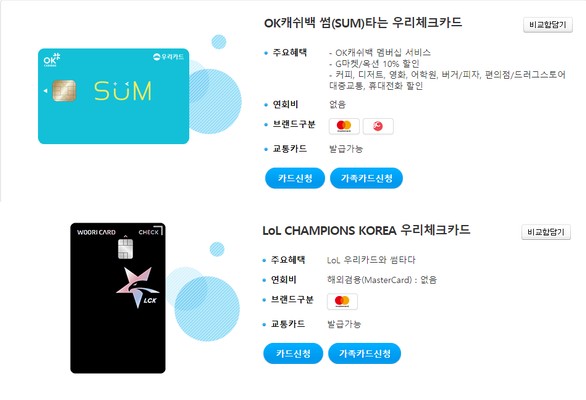 OK캐쉬백 썸(SUM)타는 우리체크카드
비교함담기
OK
우리카드
SUM
주요혜택
- OK캐쉬백 멤버십 서비스
- G마켓/옥션 10% 할인
- 커피, 디저트, 영화, 어학원, 버거/피자, 편의점/드러그스토어
대중교통, 휴대전화 할인
연회비 없음
브랜드구분
교통카드 발급가능
카드신청 가족카드신청
LoL CHAMPIONS KOREA 우리체크카드
비교함담기
WOORI CARD CHECK
LCK
주요혜택 LoL 우리카드와 썸타다
연회비 해외겸용(MasterCard) : 없음
브랜드구분
교통카드 발급가능
카드신청 가족카드신청